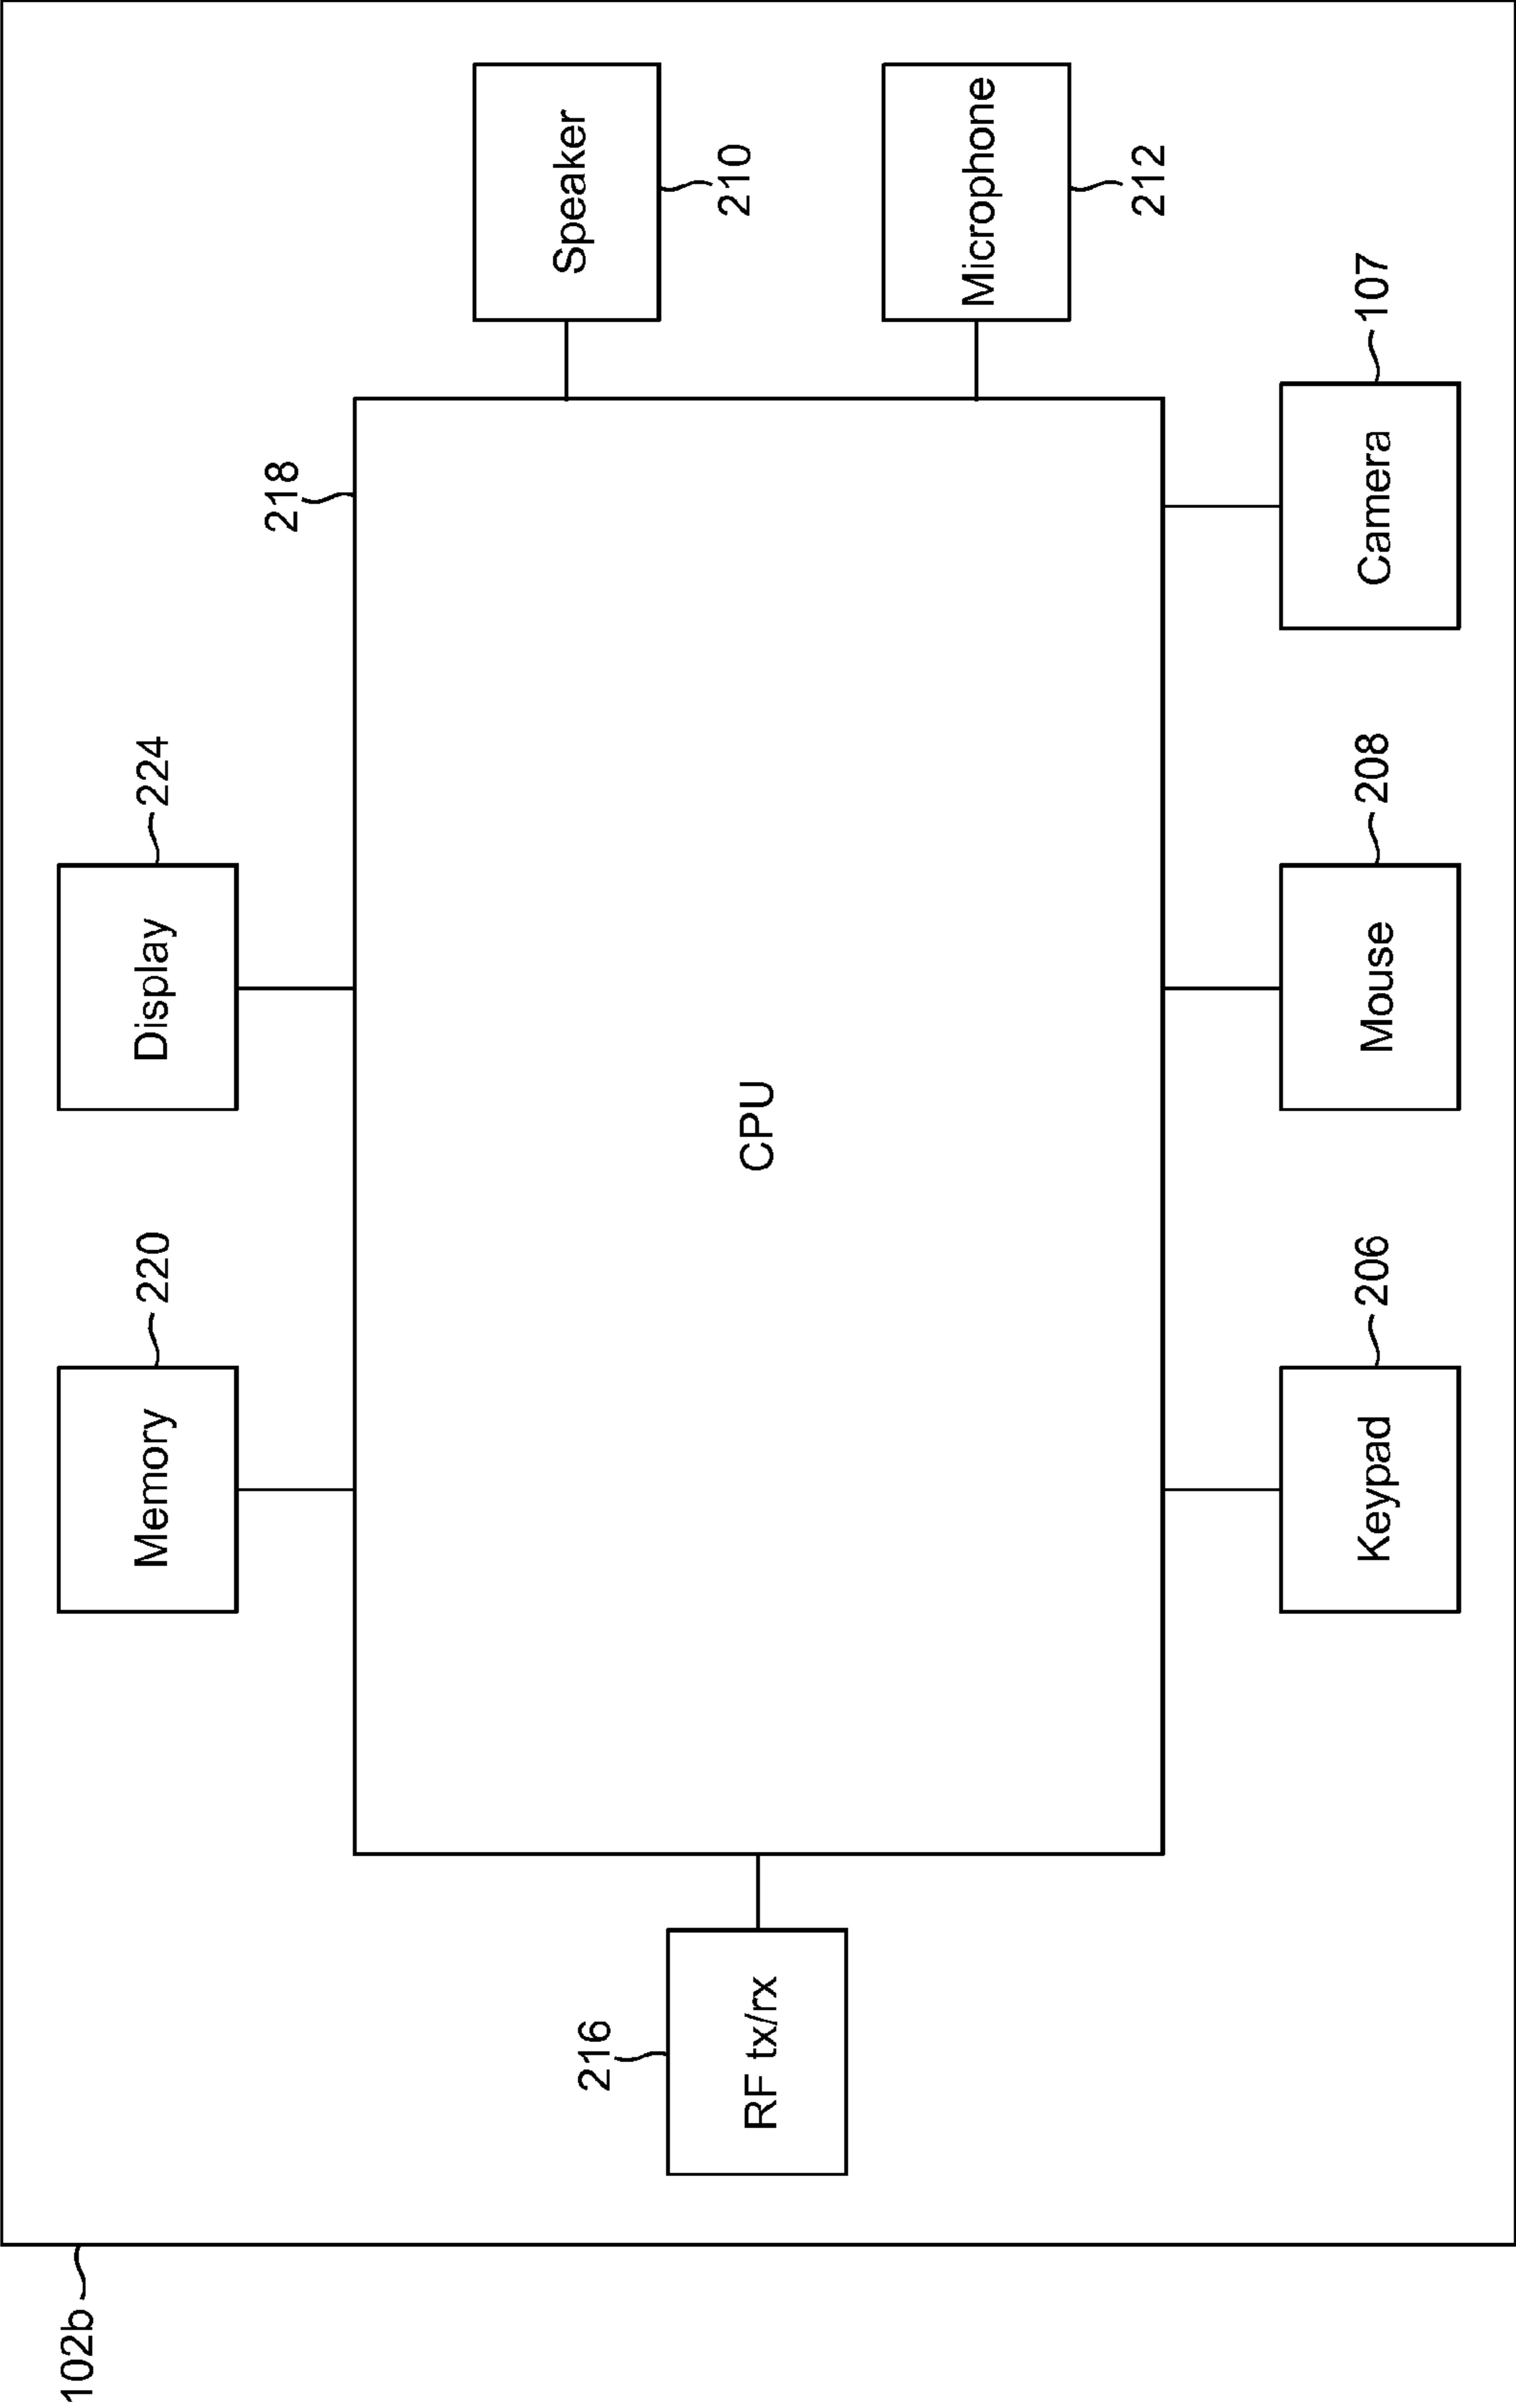 102b
Memory
220
Display
224
218
Speaker
210
216
RF tx/rx
CPU
Microphone
212
Keypad
206
Mouse
208
Camera
107